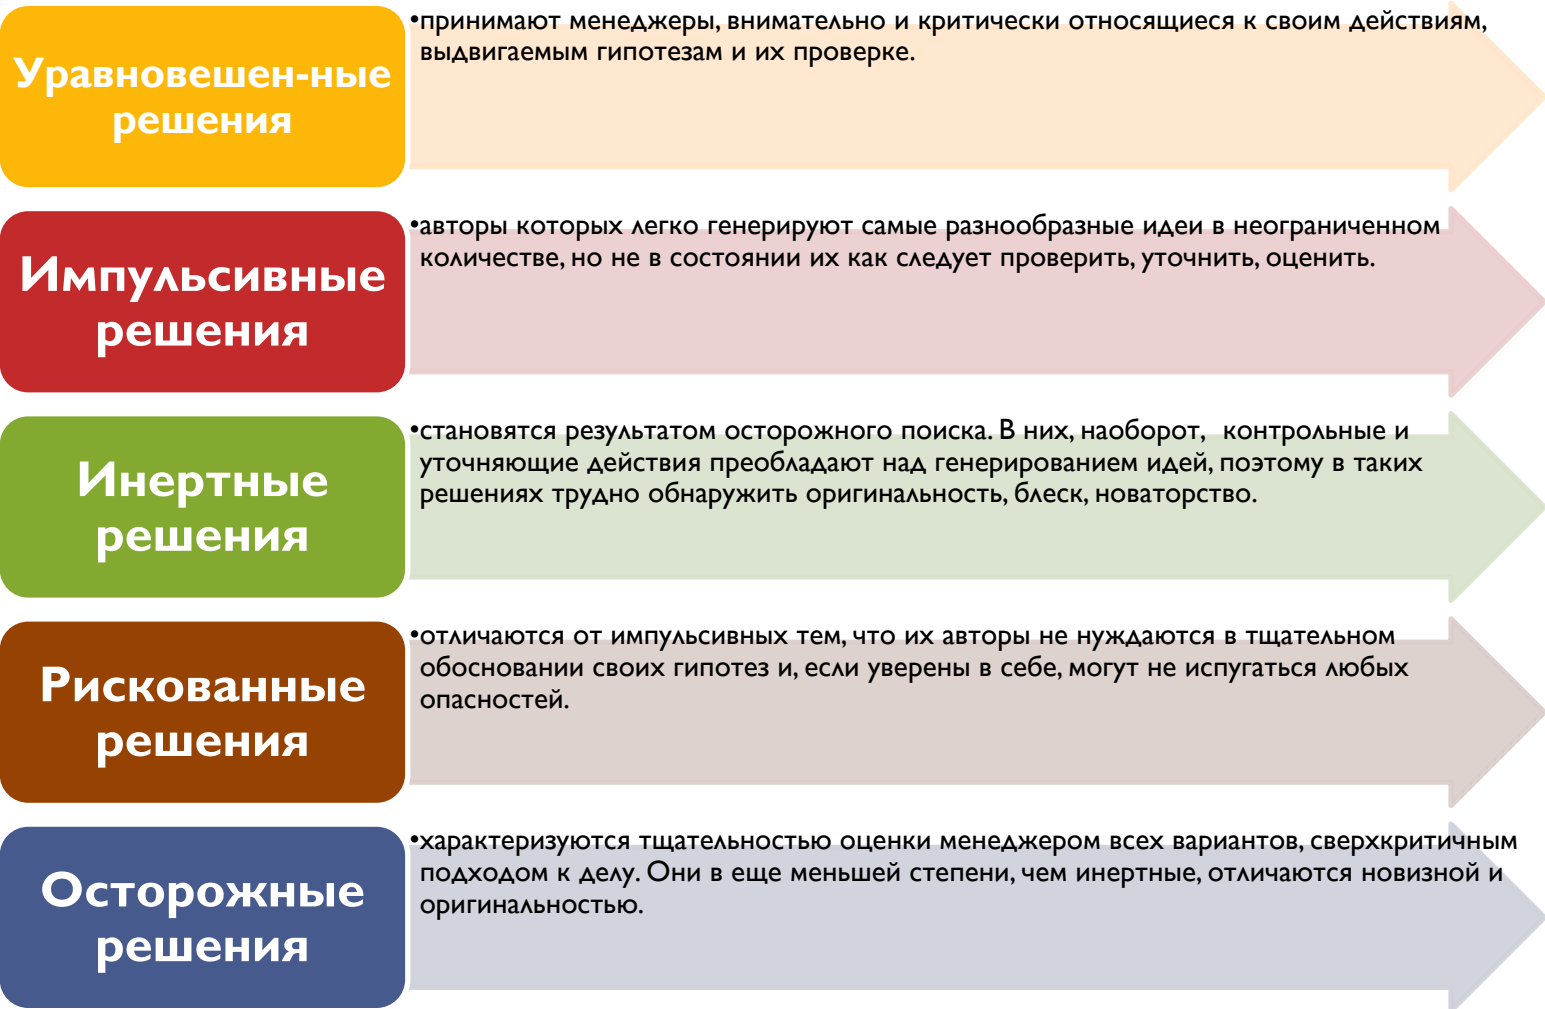 Уравновешен-ные
решения
•принимают менеджеры, внимательно и критически относящиеся к своим действиям,
выдвигаемым гипотезам и их проверке.
Импульсивные
решения
•авторы которых легко генерируют самые разнообразные идеи в неограниченном
количестве, но не в состоянии их как следует проверить, уточнить, оценить.
Инертные
решения
•становятся результатом осторожного поиска. В них, наоборот,  контрольные и
уточняющие действия преобладают над генерированием идей, поэтому в таких
решениях трудно обнаружить оригинальность, блеск, новаторство.
Рискованные
решения
•отличаются от импульсивных тем, что их авторы не нуждаются в тщательном
обосновании своих гипотез и, если уверены в себе, могут не испугаться любых
опасностей.
Осторожные
решения
•характеризуются тщательностью оценки менеджером всех вариантов, сверхкритичным
подходом к делу. Они в еще меньшей степени, чем инертные, отличаются новизной и
оригинальностью.